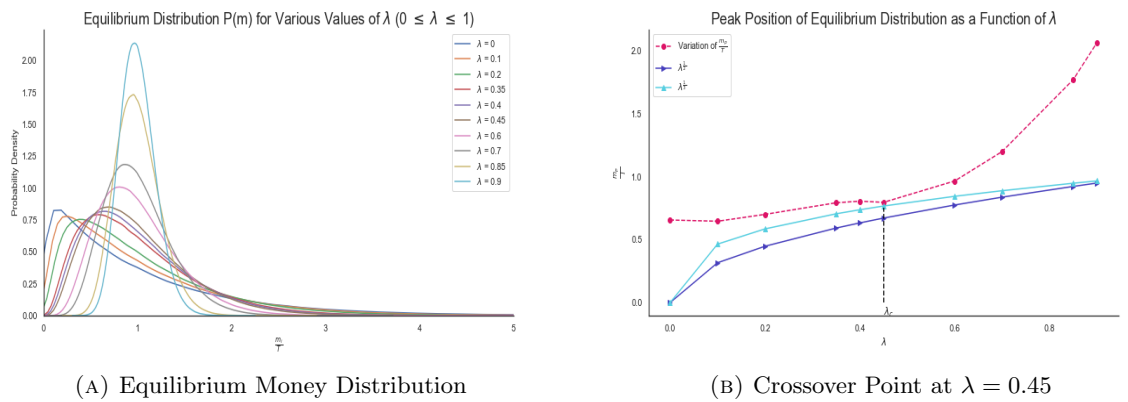 Equilibrium Distribution P(m) for Various Values of λ (0 ≤ λ ≤ 1)
Probability Density
2.00
1.75
1.50
1.25
1.00
0.75
0.50
0.25
0.00
0
1
2
3
4
5
λ = 0
λ = 0.1
λ = 0.2
λ = 0.35
λ = 0.4
λ = 0.45
λ = 0.6
λ = 0.7
λ = 0.85
λ = 0.9
(A) Equilibrium Money Distribution
Peak Position of Equilibrium Distribution as a Function of λ
Variation of
2.0
1.5
1.0
0.5
0.0
0.0
0.2
0.4
0.6
0.8
λc
λ
(B) Crossover Point at λ = 0.45